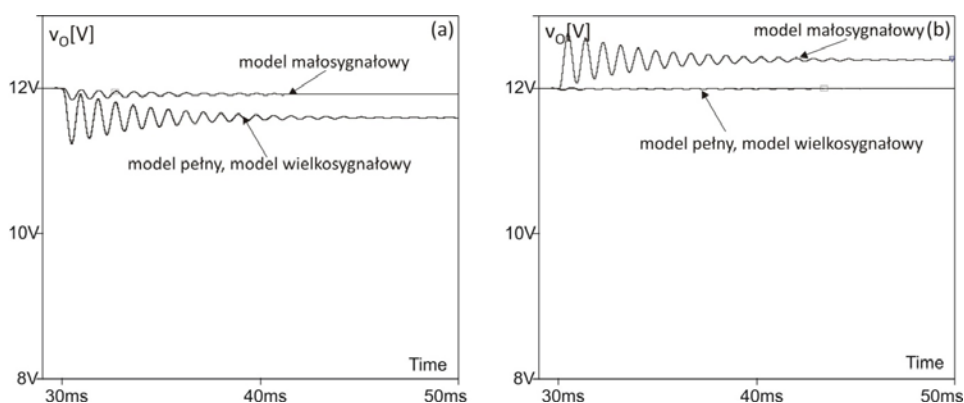 vO[V]
(a)
model małosygnałowy
12V
model pełny, model wielkosygnałowy
10V
Time
8V
30ms 40ms 50ms
vO[V]
(b)
model małosygnałowy
12V
model pełny, model wielkosygnałowy
10V
Time
8V
30ms 40ms 50ms